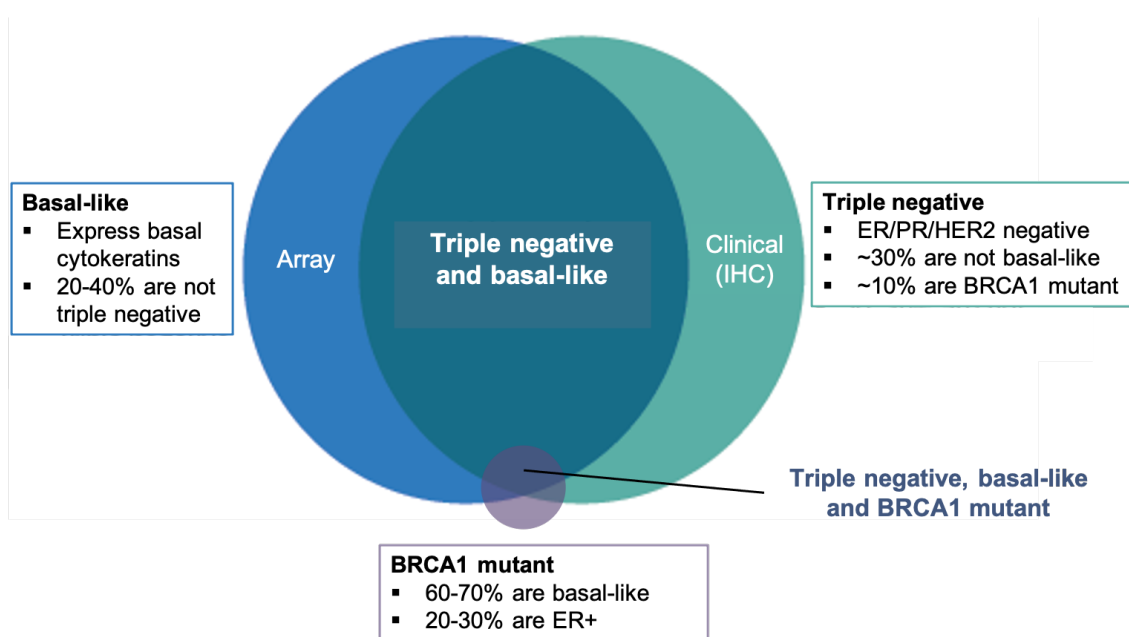 Basal-like
▪ Express basal
cytokeratins
▪ 20-40% are not
triple negative
Array
Triple negative
and basal-like
Clinical
(IHC)
Triple negative
▪ ER/PR/HER2 negative
▪ ~30% are not basal-like
▪ ~10% are BRCA1 mutant
Triple negative, basal-like
and BRCA1 mutant
BRCA1 mutant
▪ 60-70% are basal-like
▪ 20-30% are ER+